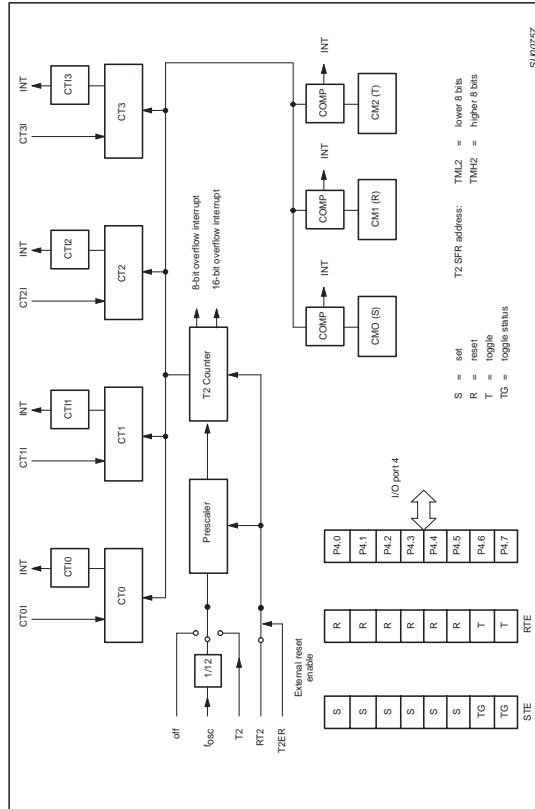 CT0I INT CT1I INT CT2I INT CT3I INT
CTI0 CTI1 CTI2 CTI3
CT0 CT1 CT2 CT3
off
fosc
1/12
Prescaler
T2 Counter
8-bit overflow interrupt
16-bit overflow interrupt
T2
RT2
T2ER
External reset
enable
INT INT INT
COMP COMP COMP
CMO (S) CM1 (R) CM2 (T)
I/O port 4
S R P4.0
S R P4.1
S R P4.2
S R P4.3
S R P4.4
S R P4.5
TG T P4.6
TG T P4.7
STE RTE
S = set
R = reset
T = toggle
TG = toggle status
T2 SFR address: TML2 = lower 8 bits
TMH2 = higher 8 bits
SU00757